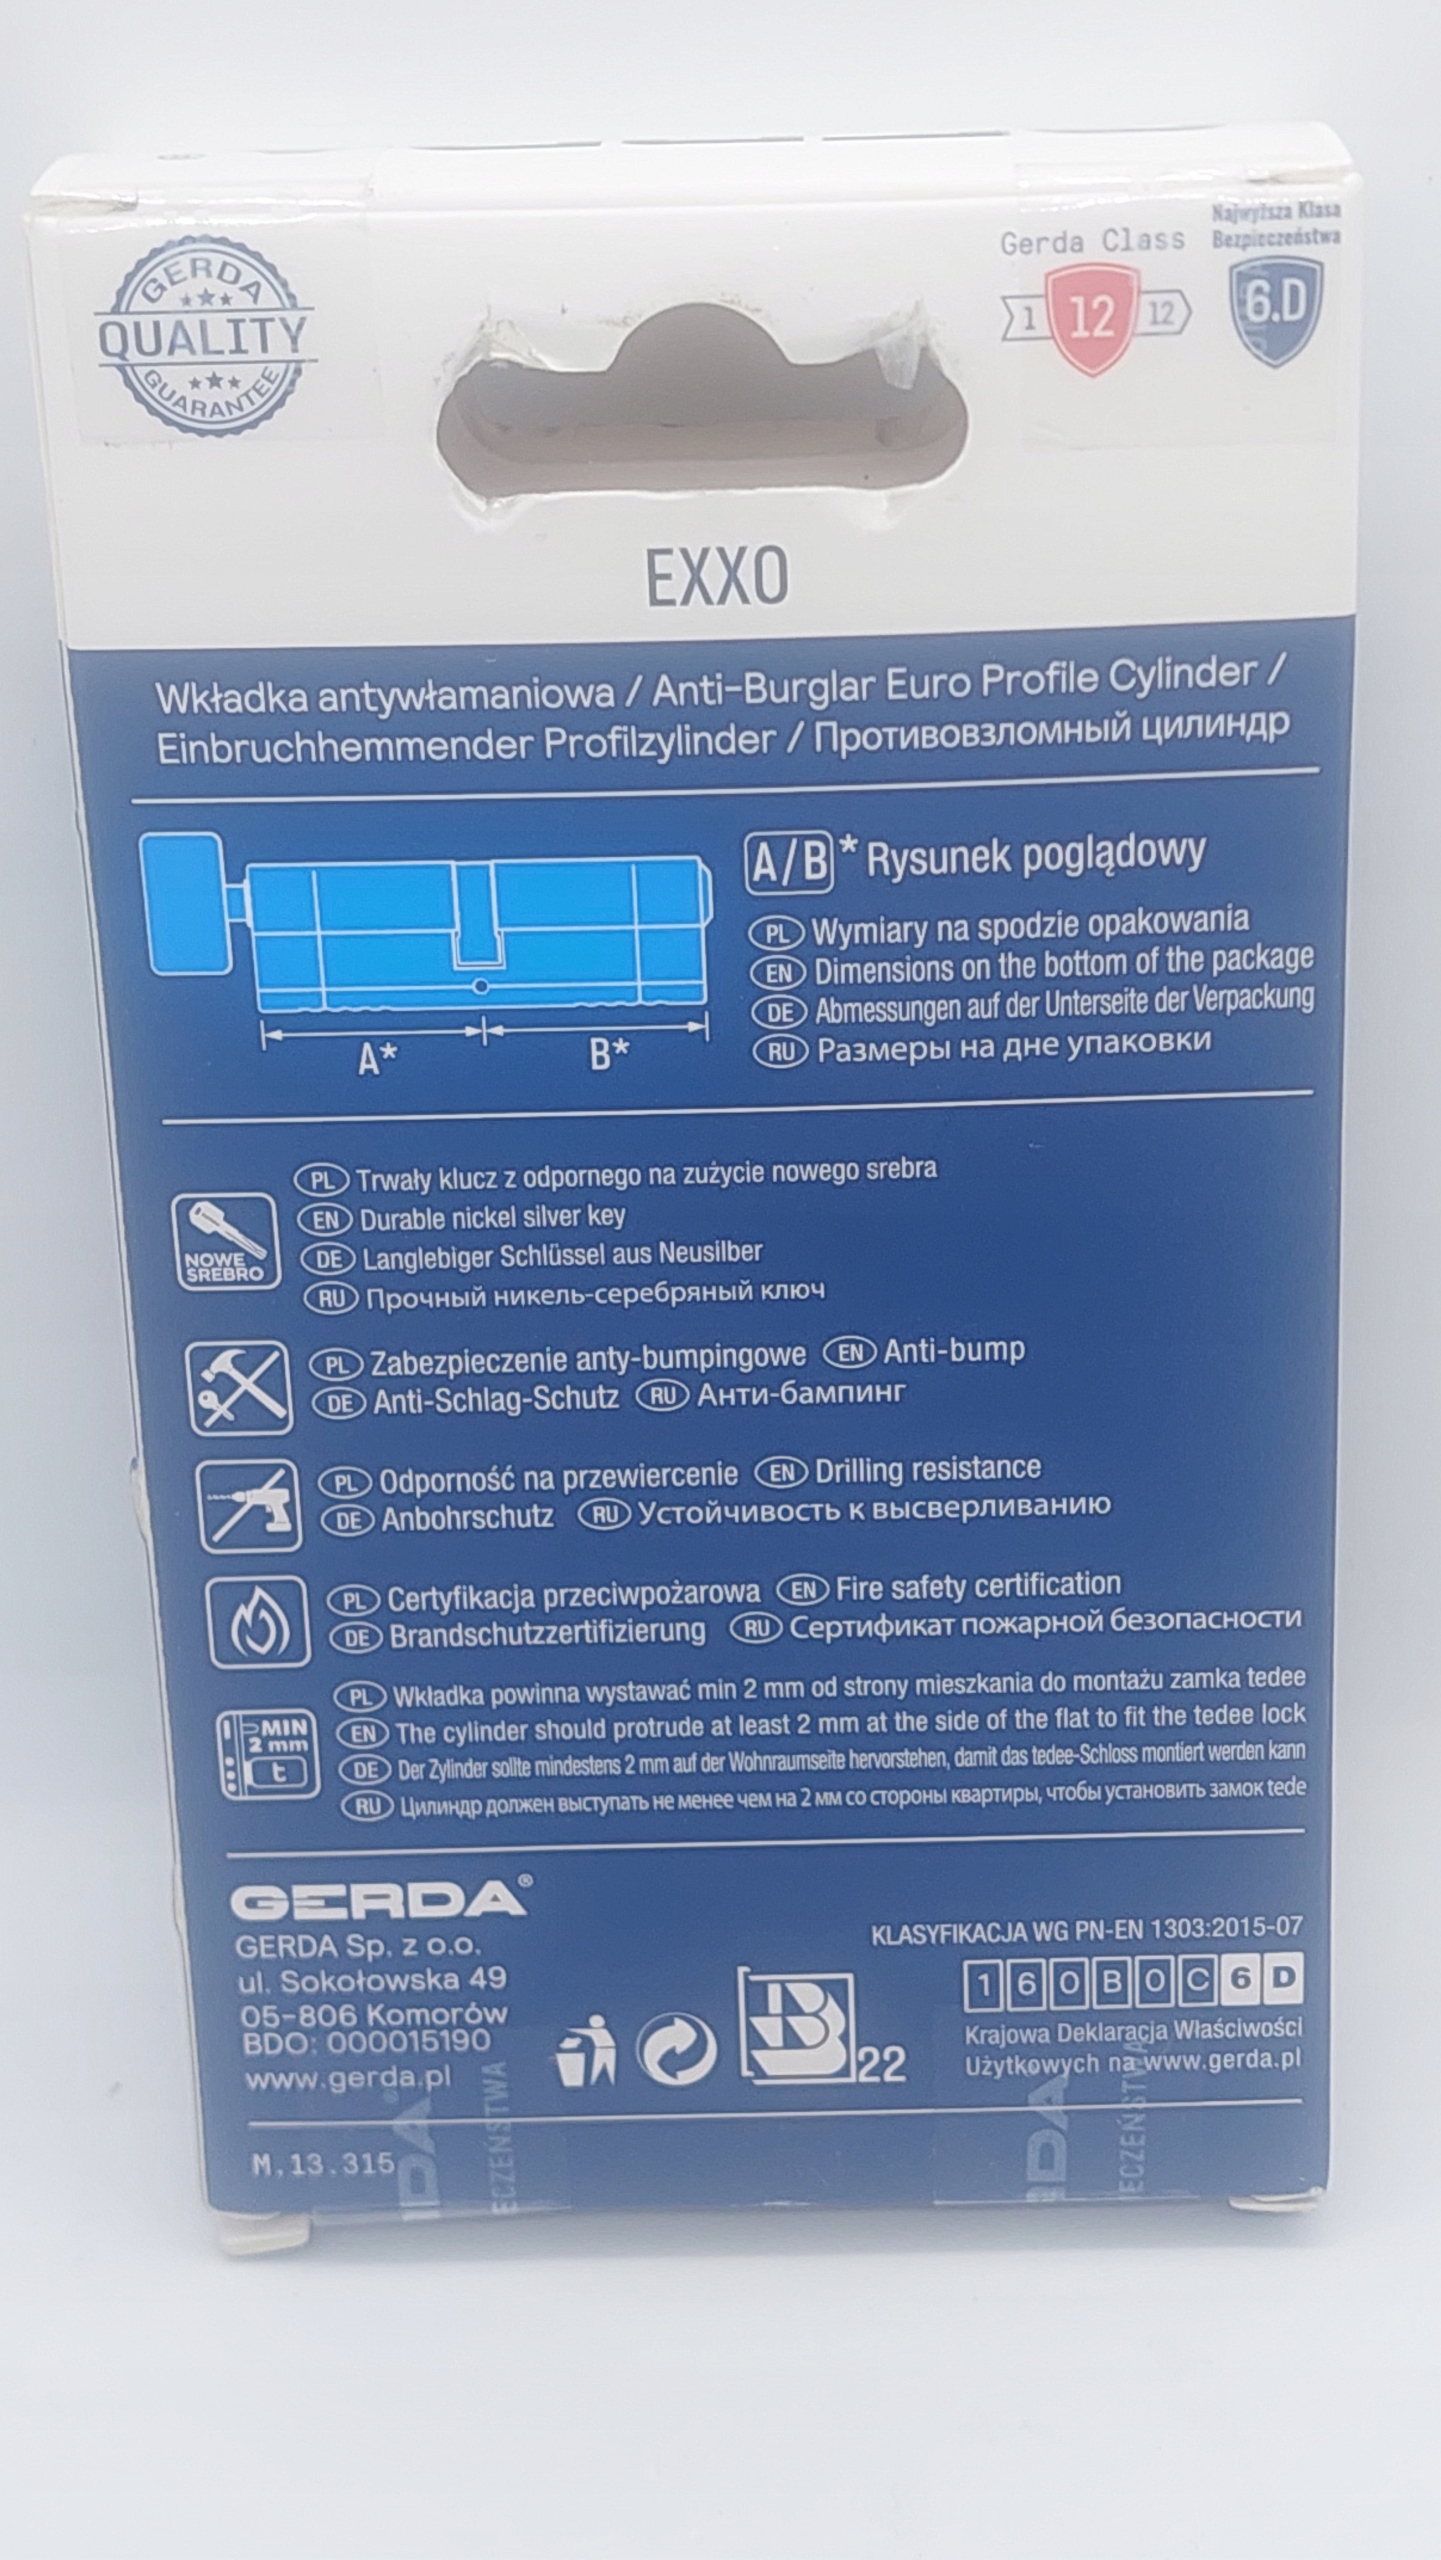 GERDA
QUALITY
GUARANTEE
Gerda Class
1 12 12
Najwyższa Klasa
Bezpieczeństwa
6.D
EXXO
Wkładka antywłamaniowa / Anti-Burglar Euro Profile Cylinder /
Einbruchhemmender Profilzylinder / Противовзломный цилиндр
A* B*
A/B * Rysunek poglądowy
PL Wymiary na spodzie opakowania
EN Dimensions on the bottom of the package
DE Abmessungen auf der Unterseite der Verpackung
RU Размеры на дне упаковки
NOWE
SREBRO
PL Trwały klucz z odpornego na zużycie nowego srebra
EN Durable nickel silver key
DE Langlebiger Schlüssel aus Neusilber
RU Прочный никель-серебряный ключ
PL Zabezpieczenie anty-bumpingowe EN Anti-bump
DE Anti-Schlag-Schutz RU Анти-бампинг
PL Odporność na przewiercenie EN Drilling resistance
DE Anbohrschutz RU Устойчивость к высверливанию
PL Certyfikacja przeciwpożarowa EN Fire safety certification
DE Brandschutzzertifizierung RU Сертификат пожарной безопасности
MIN
2 mm
t
PL Wkładka powinna wystawać min 2 mm od strony mieszkania do montażu zamka tedee
EN The cylinder should protrude at least 2 mm at the side of the flat to fit the tedee lock
DE Der Zylinder sollte mindestens 2 mm auf der Wohnraumseite hervorstehen, damit das tedee-Schloss montiert werden kann
RU Цилиндр должен выступать не менее чем на 2 мм со стороны квартиры, чтобы установить замок tede
GERDA®
GERDA Sp. z o.o.
ul. Sokołowska 49
05-806 Komorów
BDO: 000015190
www.gerda.pl
B 22
KLASYFIKACJA WG PN-EN 1303:2015-07
1 6 0 B 0 C 6 D
Krajowa Deklaracja Właściwości
Użytkowych na www.gerda.pl
M.13.315